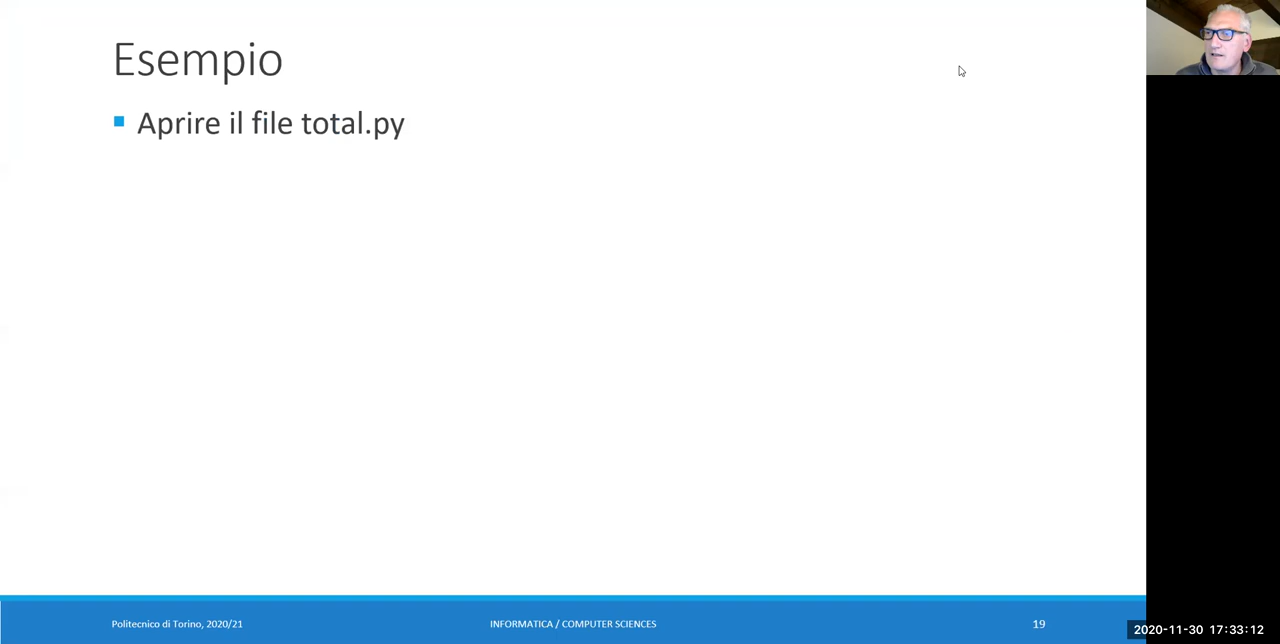 Esempio
Aprire il file total.py
Politecnico di Torino, 2020/21
INFORMATICA / COMPUTER SCIENCES
19
2020-11-30 17:33:12